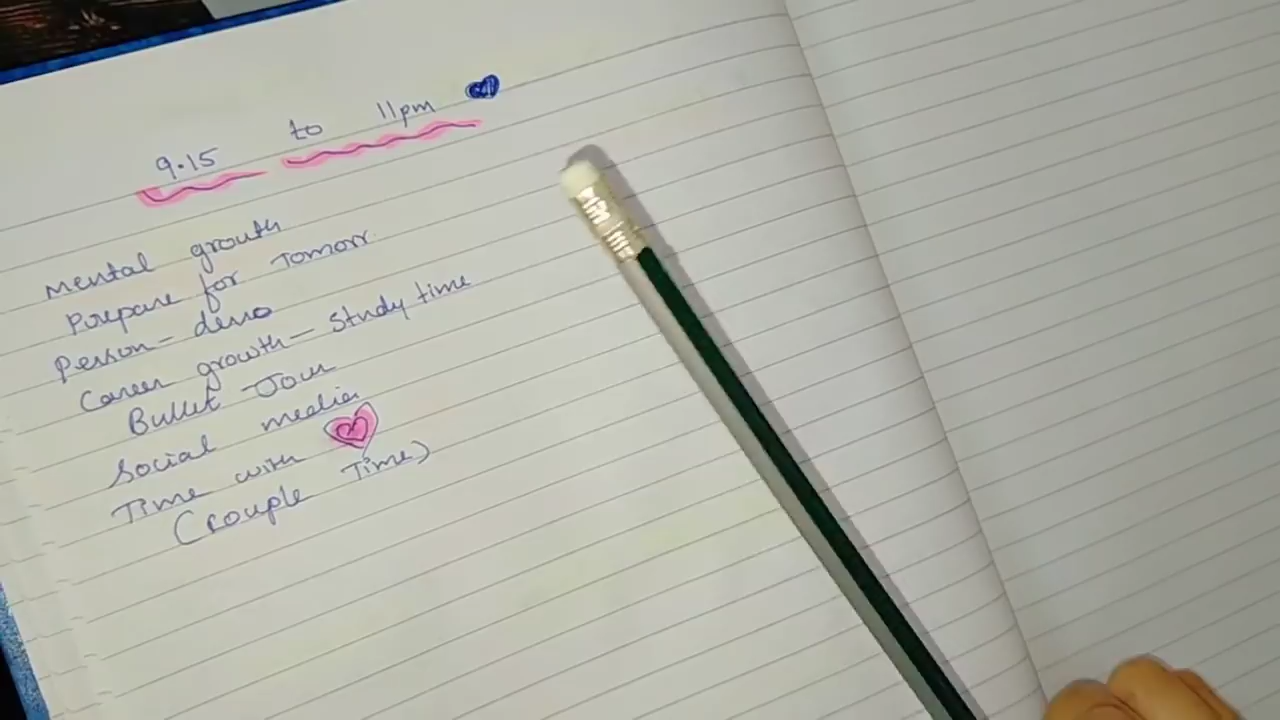 9.15 to 11pm
Mental growth
Prepare for Tomorr
Person - devo
Career growth - Study time
Bullet Jour
Social media
Time with
(Couple Time)